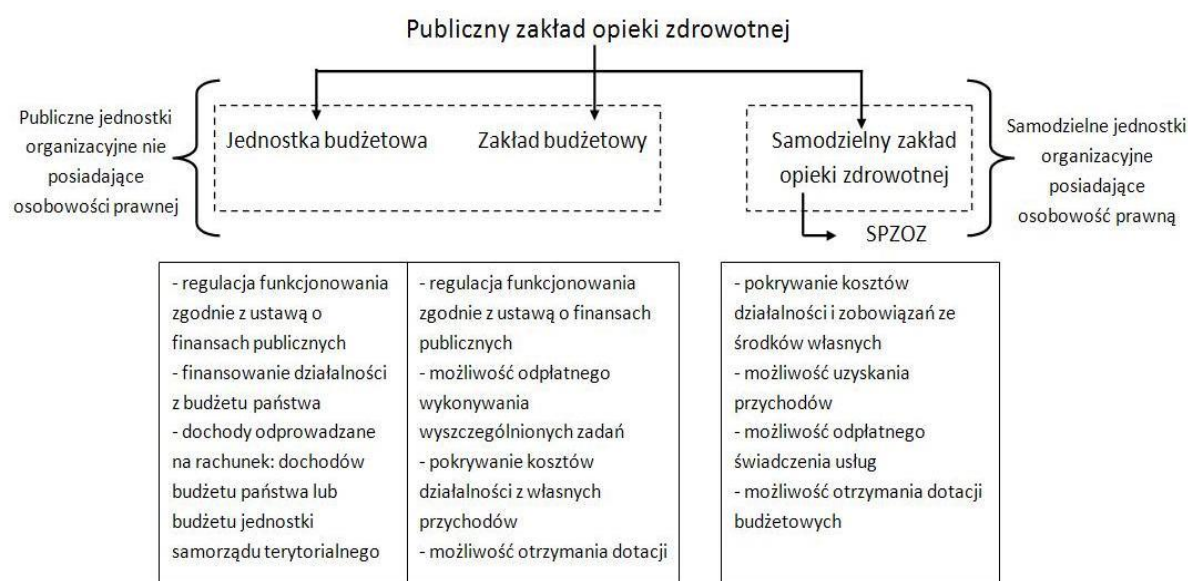 Publiczny zakład opieki zdrowotnej
Publiczne jednostki
organizacyjne nie
posiadające
osobowości prawnej
Jednostka budżetowa
Zakład budżetowy
Samodzielny zakład
opieki zdrowotnej
SPZOZ
Samodzielne jednostki
organizacyjne
posiadające
osobowość prawną
- regulacja funkcjonowania
zgodnie z ustawą o
finansach publicznych
- finansowanie działalności
z budżetu państwa
- dochody odprowadzane
na rachunek: dochodów
budżetu państwa lub
budżetu jednostki
samorządu terytorialnego
- regulacja funkcjonowania
zgodnie z ustawą o finansach
publicznych
- możliwość odpłatnego
wykonywania
wyszczególnionych zadań
- pokrywanie kosztów
działalności z własnych
przychodów
- możliwość otrzymania dotacji
- pokrywanie kosztów
działalności i zobowiązań ze
środków własnych
- możliwość uzyskania
przychodów
- możliwość odpłatnego
świadczenia usług
- możliwość otrzymania dotacji
budżetowych